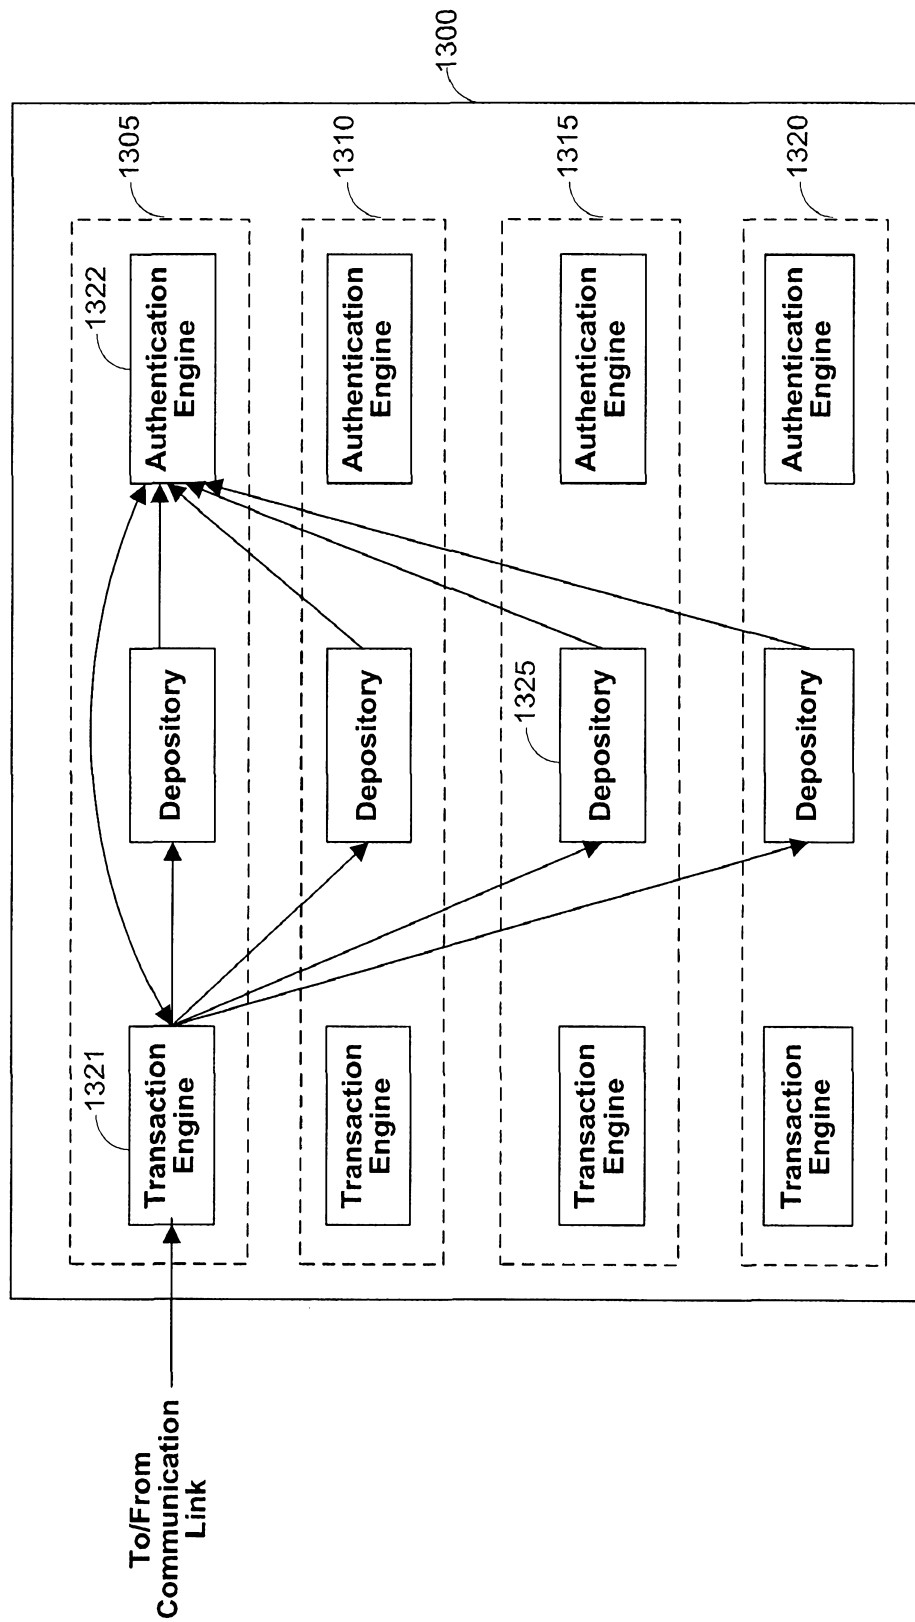 1300
1305
1322
Authentication
Engine
Depository
1321
Transaction
Engine
To/From
Communication
Link
1310
Authentication
Engine
Depository
Transaction
Engine
1315
Authentication
Engine
1325
Depository
Transaction
Engine
1320
Authentication
Engine
Depository
Transaction
Engine